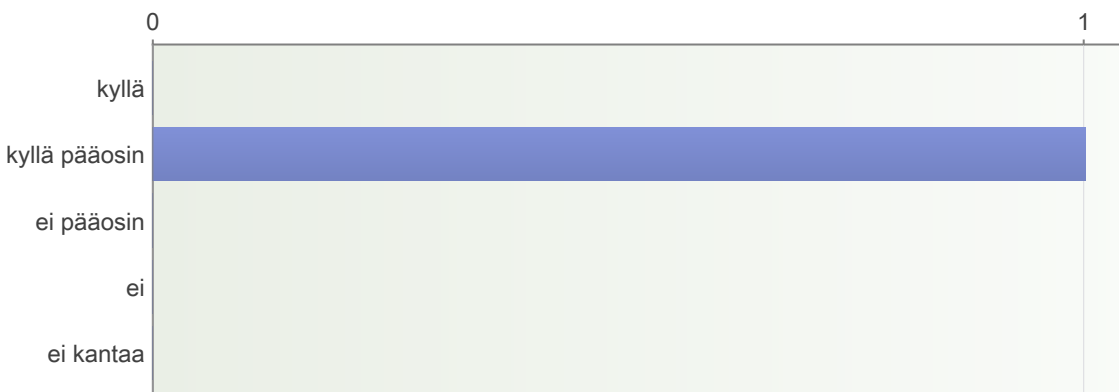 0 1
kyllä
kyllä pääosin
ei pääosin
ei
ei kantaa